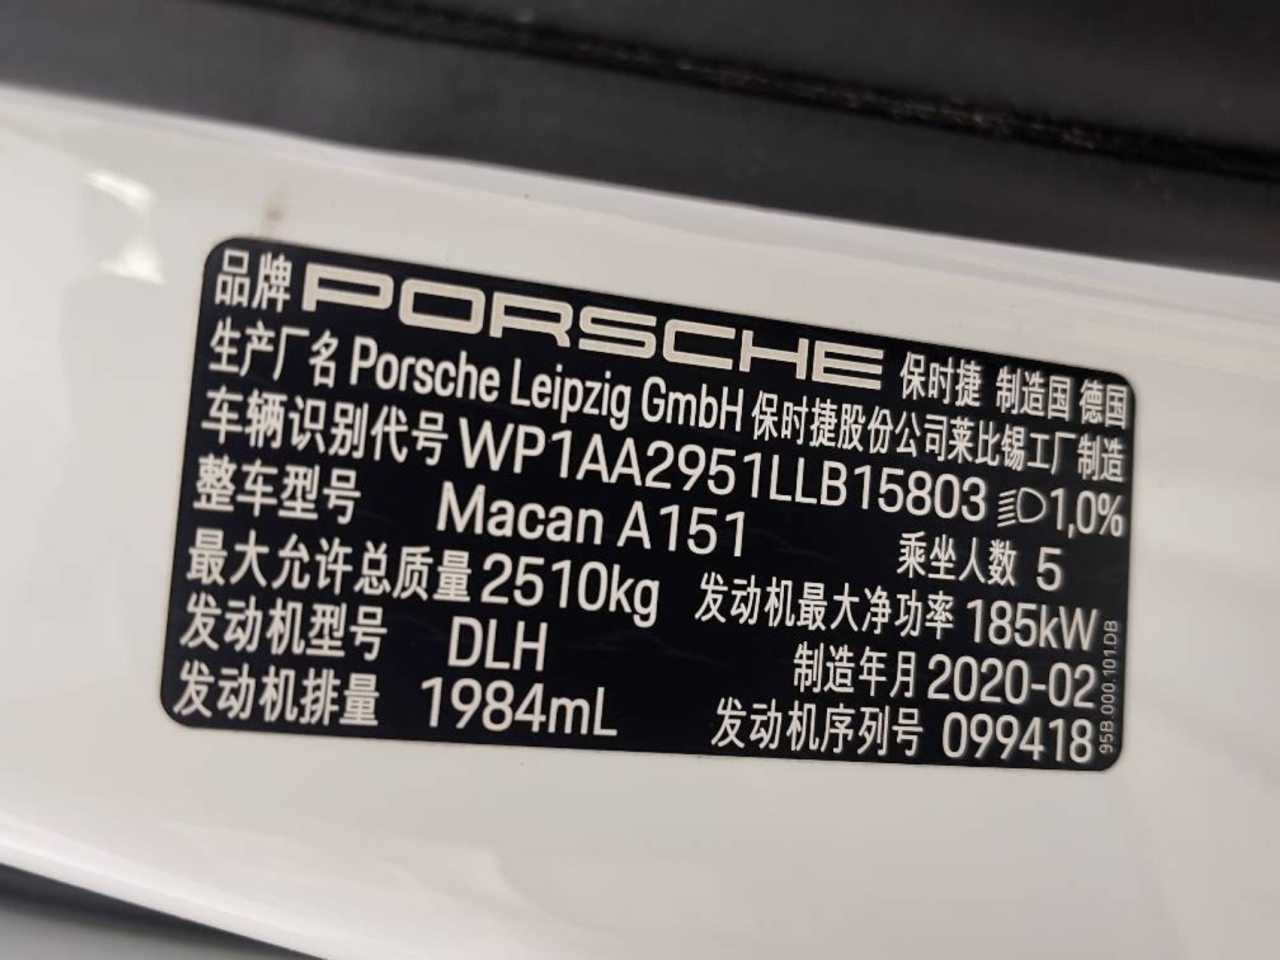 品牌 PORSCHE 保时捷 制造国 德国
生产厂名 Porsche Leipzig GmbH 保时捷股份公司莱比锡工厂制造
车辆识别代号 WP1AA2951LLB15803 1,0%
整车型号 Macan A151 乘坐人数 5
最大允许总质量 2510kg 发动机最大净功率 185kW
发动机型号 DLH 制造年月 2020-02
发动机排量 1984mL 发动机序列号 099418
95B.000.101.DB